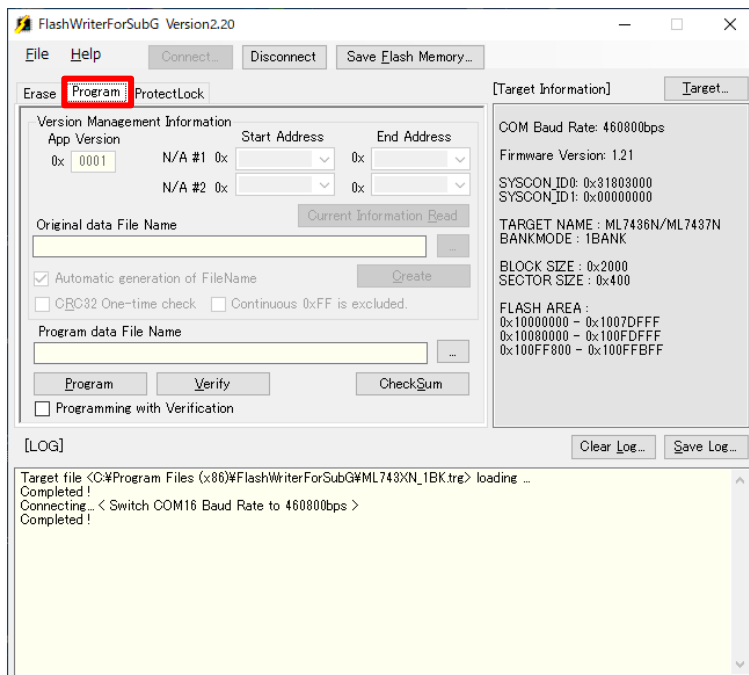 FlashWriterForSubG Version2.20
File Help Connect... Disconnect Save Flash Memory...
Erase Program ProtectLock
[Target Information] Target...
Version Management Information
App Version Start Address End Address
0x 0001 N/A #1 0x 0x
N/A #2 0x 0x
Current Information Read
Original data File Name
...
Automatic generation of FileName Create
CRC32 One-time check Continuous 0xFF is excluded.
Program data File Name
...
Program Verify CheckSum
Programming with Verification
COM Baud Rate: 460800bps
Firmware Version: 1.21
SYSCON_ID0: 0x31803000
SYSCON_ID1: 0x00000000
TARGET NAME : ML7436N/ML7437N
BANKMODE : 1BANK
BLOCK SIZE : 0x2000
SECTOR SIZE : 0x400
FLASH AREA :
0x10000000 - 0x1007DFFF
0x10080000 - 0x100FDFFF
0x100FF800 - 0x100FFBFF
[LOG] Clear Log... Save Log...
Target file <C:¥Program Files (x86)¥FlashWriterForSubG¥ML743XN_1BK.trg> loading ...
Completed !
Connecting... < Switch COM16 Baud Rate to 460800bps >
Completed !